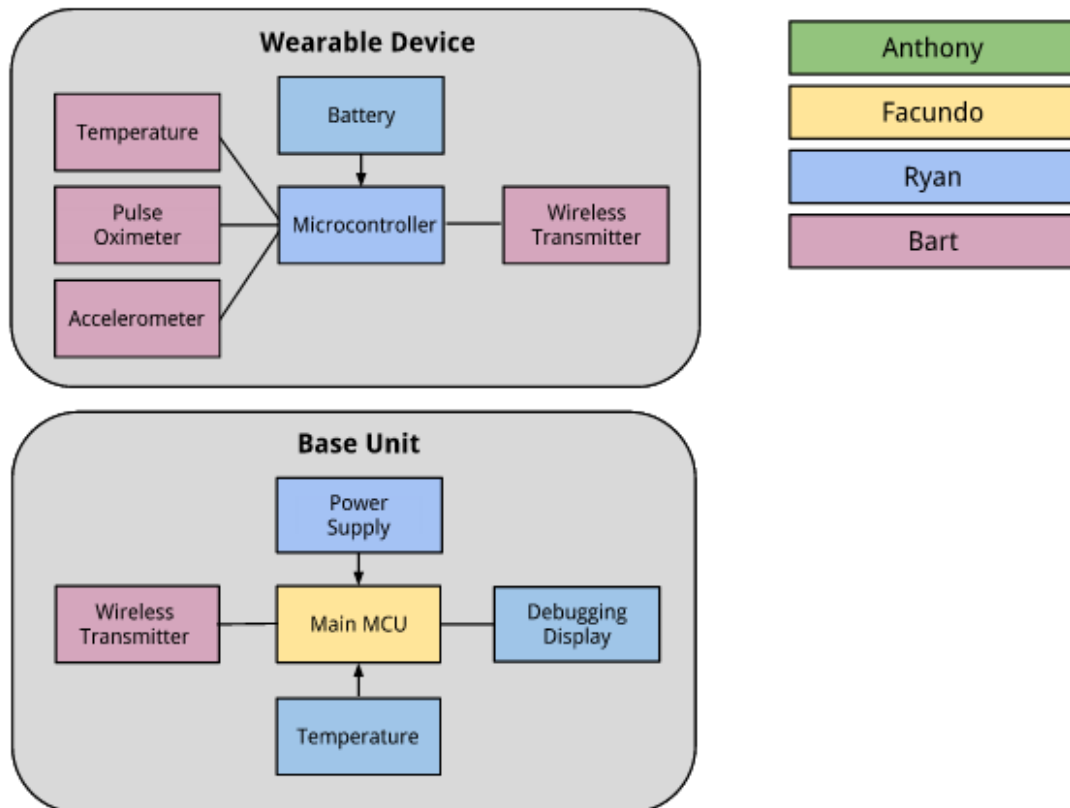 Wearable Device
Temperature
Battery
Pulse
Oximeter
Microcontroller
Wireless
Transmitter
Accelerometer
Anthony
Facundo
Ryan
Bart
Base Unit
Power
Supply
Wireless
Transmitter
Main MCU
Debugging
Display
Temperature